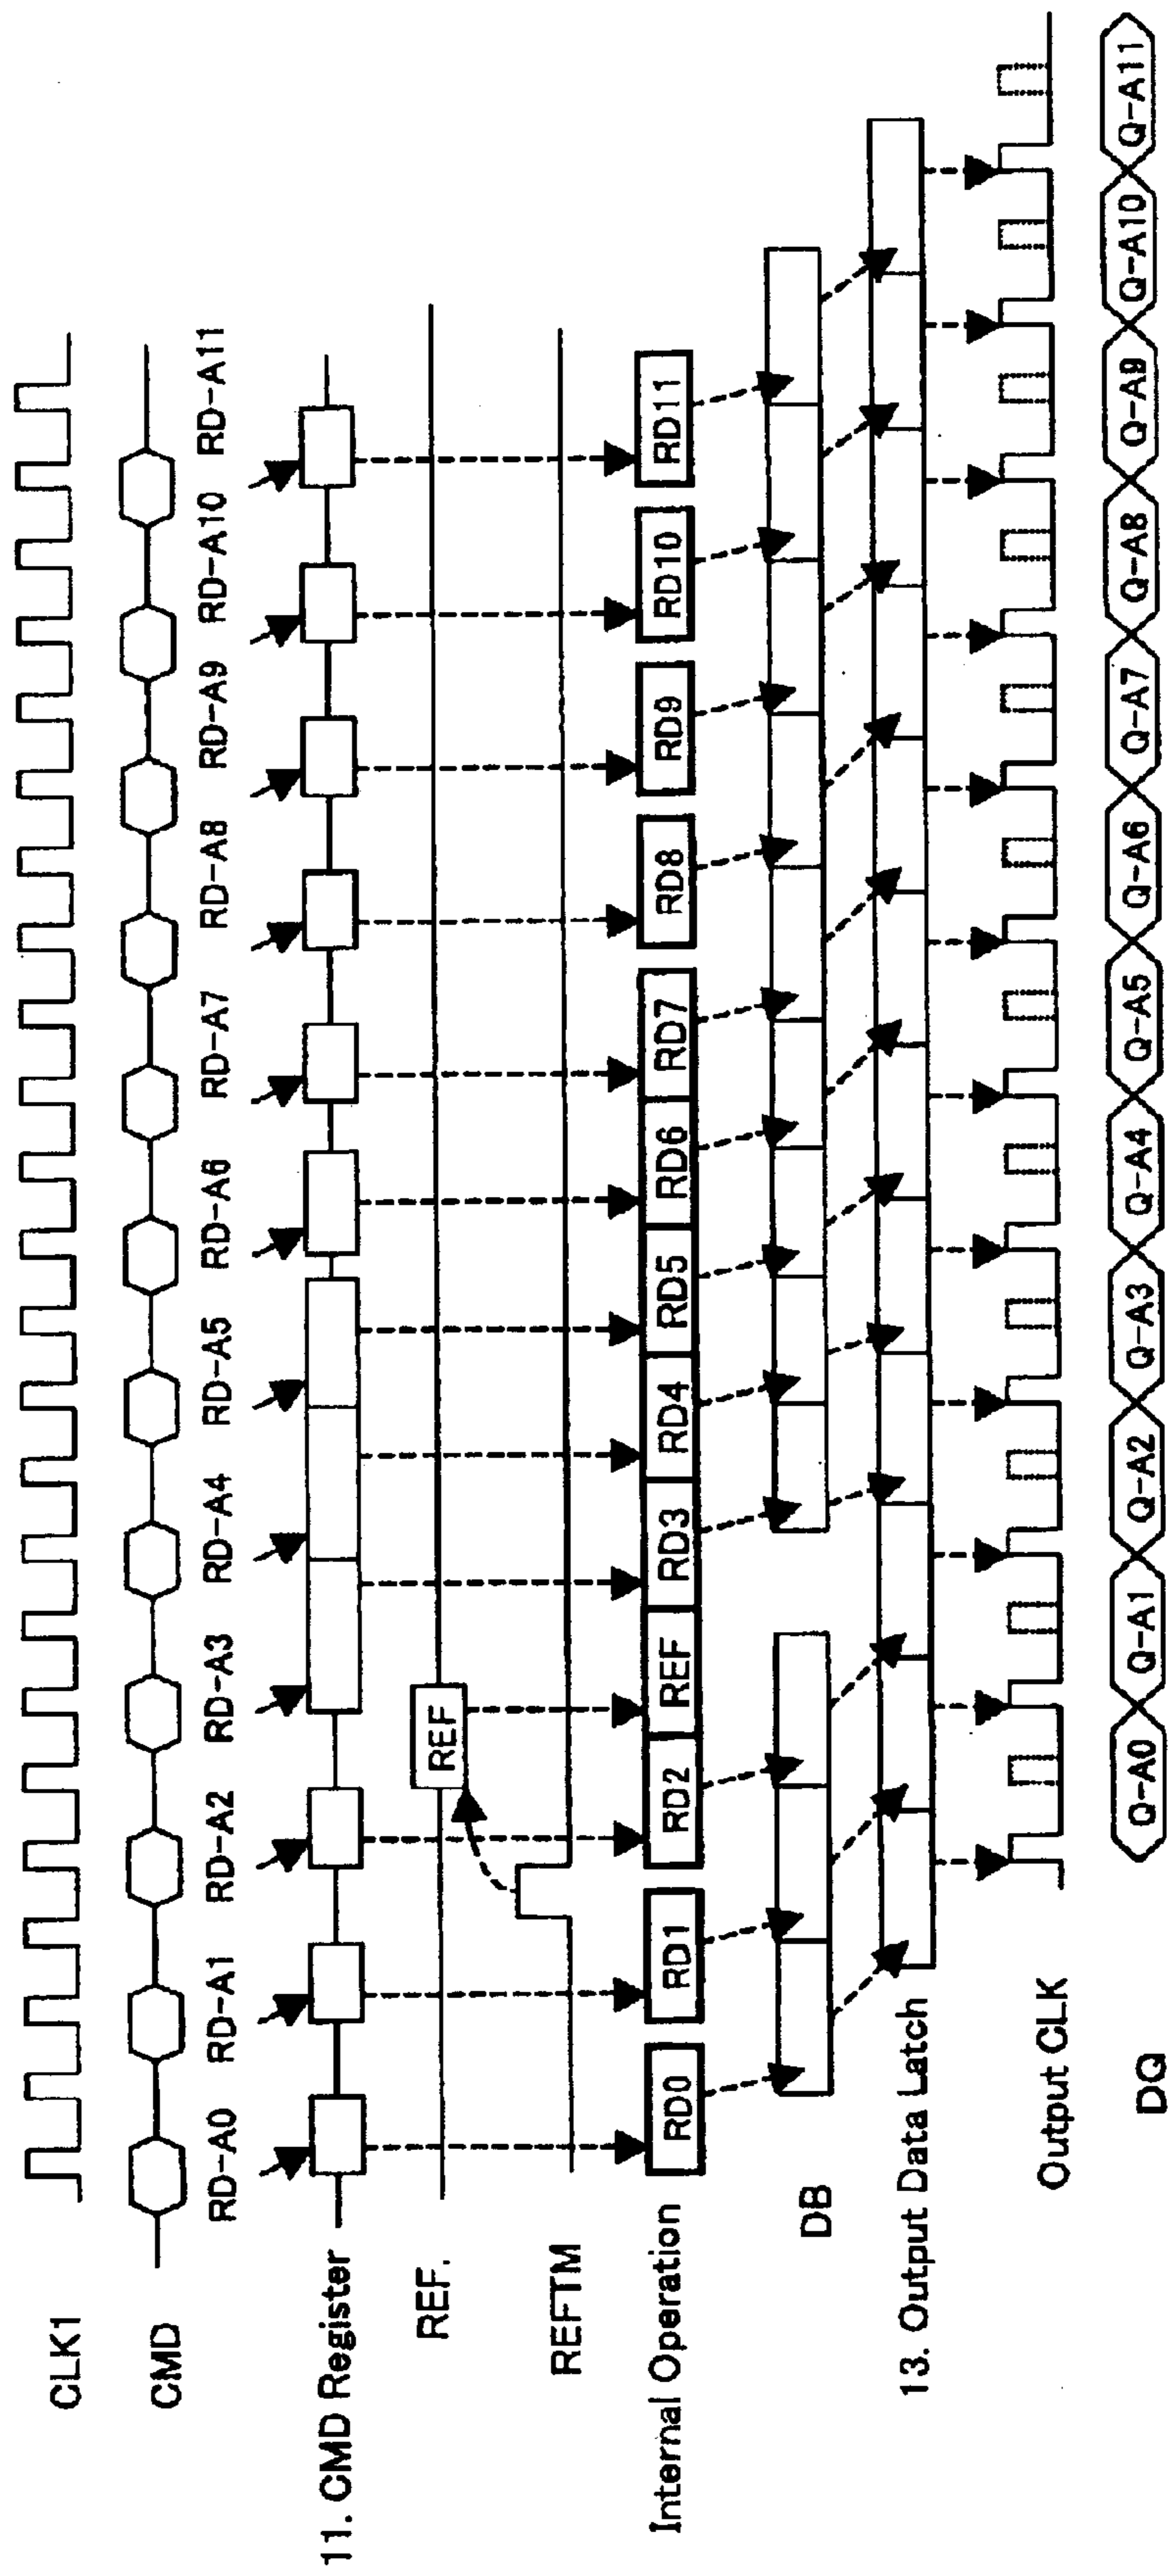 CLK1
CMD
RD-A0 RD-A1 RD-A2 RD-A3 RD-A4 RD-A5 RD-A6 RD-A7 RD-A8 RD-A9 RD-A10 RD-A11
11. CMD Register
REF.
REF
REFTM
Internal Operation
RD0 RD1 RD2 REF RD3 RD4 RD5 RD6 RD7 RD8 RD9 RD10 RD11
DB
13. Output Data Latch
Output CLK
DQ
Q-A0 Q-A1 Q-A2 Q-A3 Q-A4 Q-A5 Q-A6 Q-A7 Q-A8 Q-A9 Q-A10 Q-A11